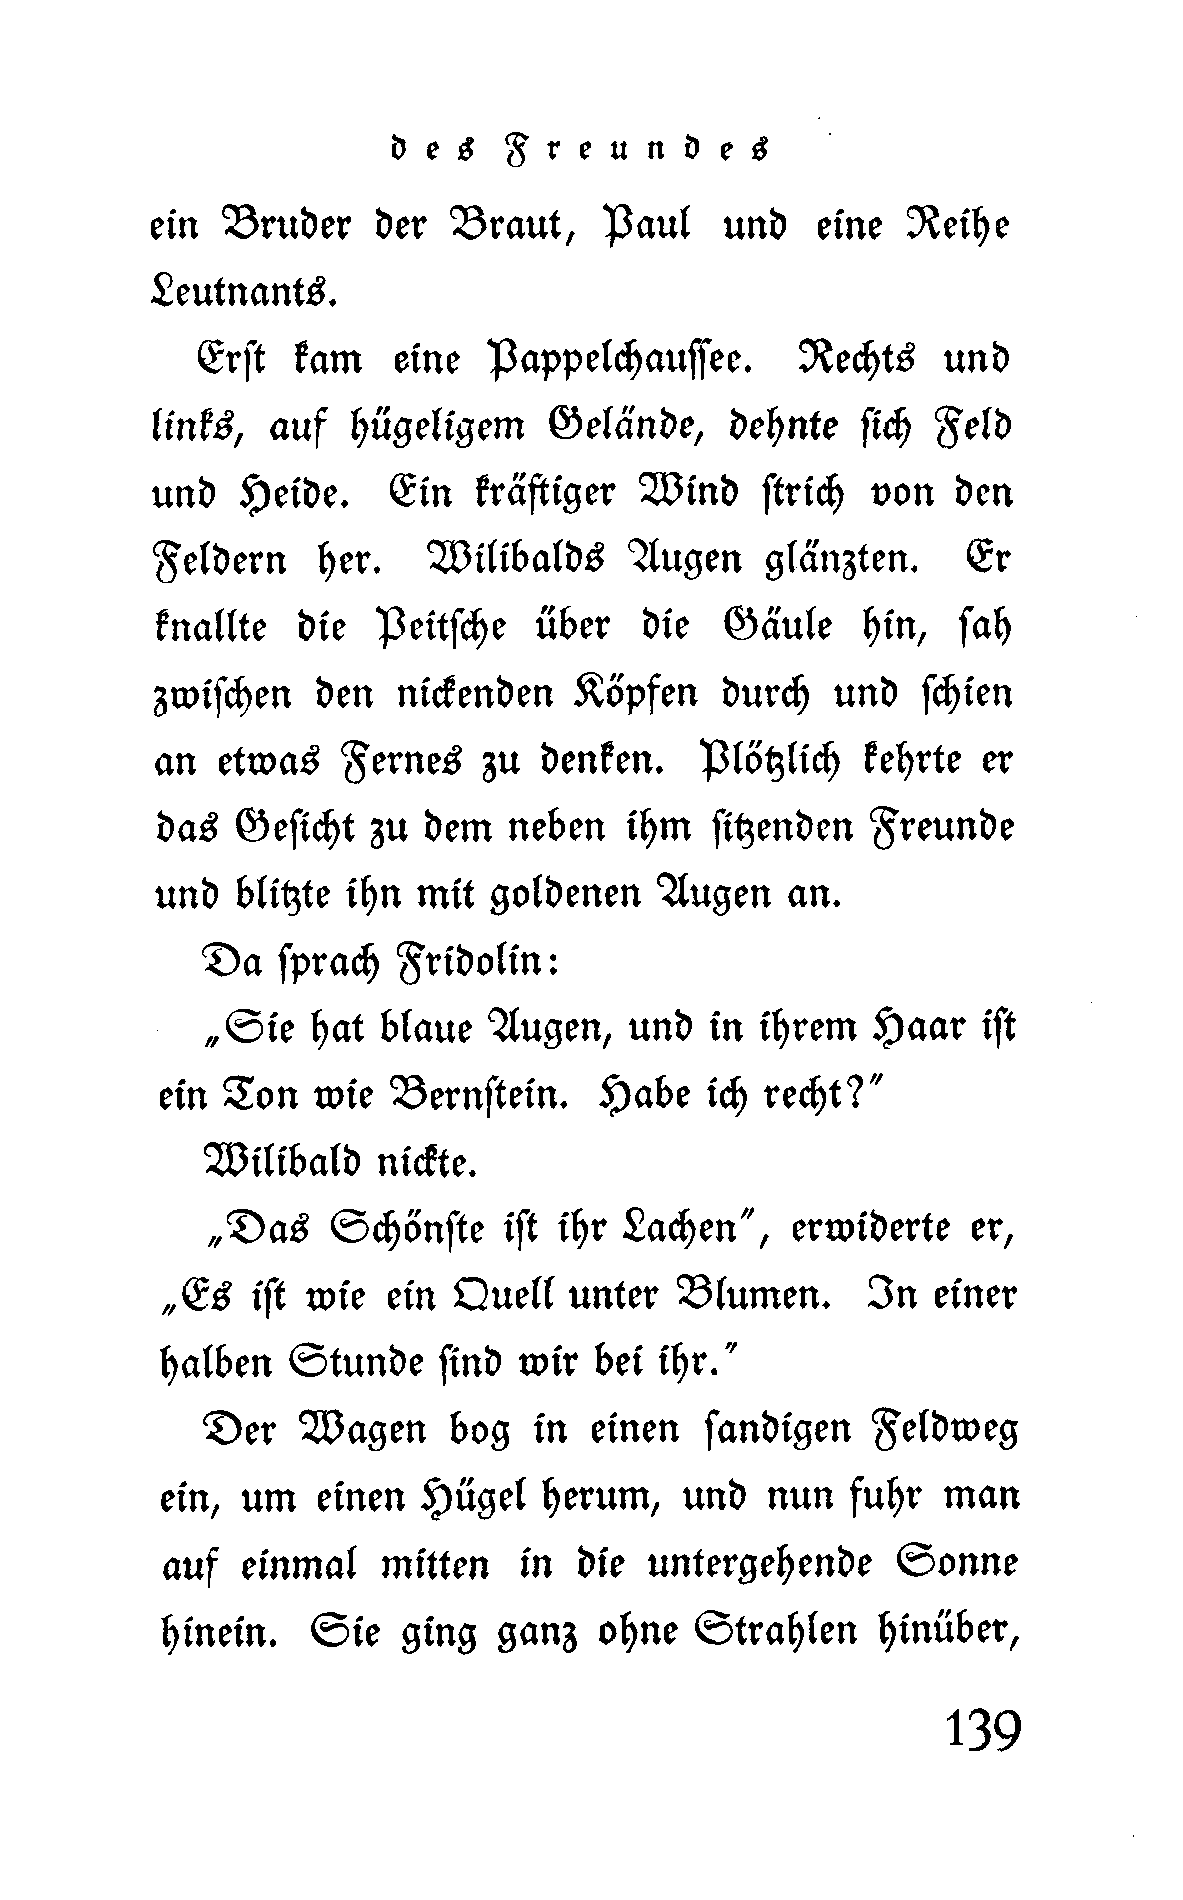 des Freundes
ein Bruder der Braut, Paul und eine Reihe
Leutnants.
Erſt kam eine Pappelchauſſee. Rechts und
links, auf hügeligem Gelände, dehnte ſich Feld
und Heide. Ein kräftiger Wind ſtrich von den
Feldern her. Wilibalds Augen glänzten. Er
knallte die Peitſche über die Gäule hin, ſah
zwiſchen den nickenden Köpfen durch und ſchien
an etwas Fernes zu denken. Plötzlich kehrte er
das Geſicht zu dem neben ihm ſitzenden Freunde
und blitzte ihn mit goldenen Augen an.
Da ſprach Fridolin:
„Sie hat blaue Augen, und in ihrem Haar iſt
ein Ton wie Bernſtein. Habe ich recht?”
Wilibald nickte.
„Das Schönſte iſt ihr Lachen”, erwiderte er,
„Es iſt wie ein Quell unter Blumen. In einer
halben Stunde ſind wir bei ihr.”
Der Wagen bog in einen ſandigen Feldweg
ein, um einen Hügel herum, und nun fuhr man
auf einmal mitten in die untergehende Sonne
hinein. Sie ging ganz ohne Strahlen hinüber,
139